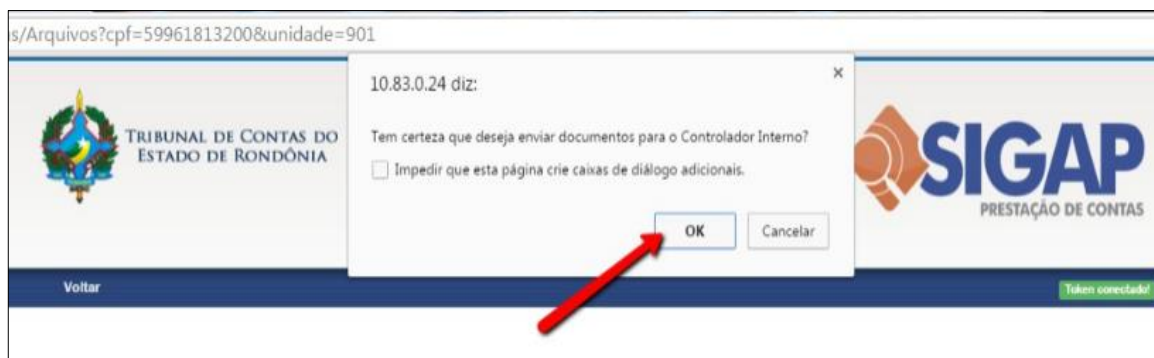 s/Arquivos?cpf=59961813200&unidade=901
10.83.0.24 diz:
Tem certeza que deseja enviar documentos para o Controlador Interno?
Impedir que esta página crie caixas de diálogo adicionais.
OK
Cancelar
TRIBUNAL DE CONTAS DO
ESTADO DE RONDÔNIA
SIGAP
PRESTAÇÃO DE CONTAS
Voltar
Token conectado!